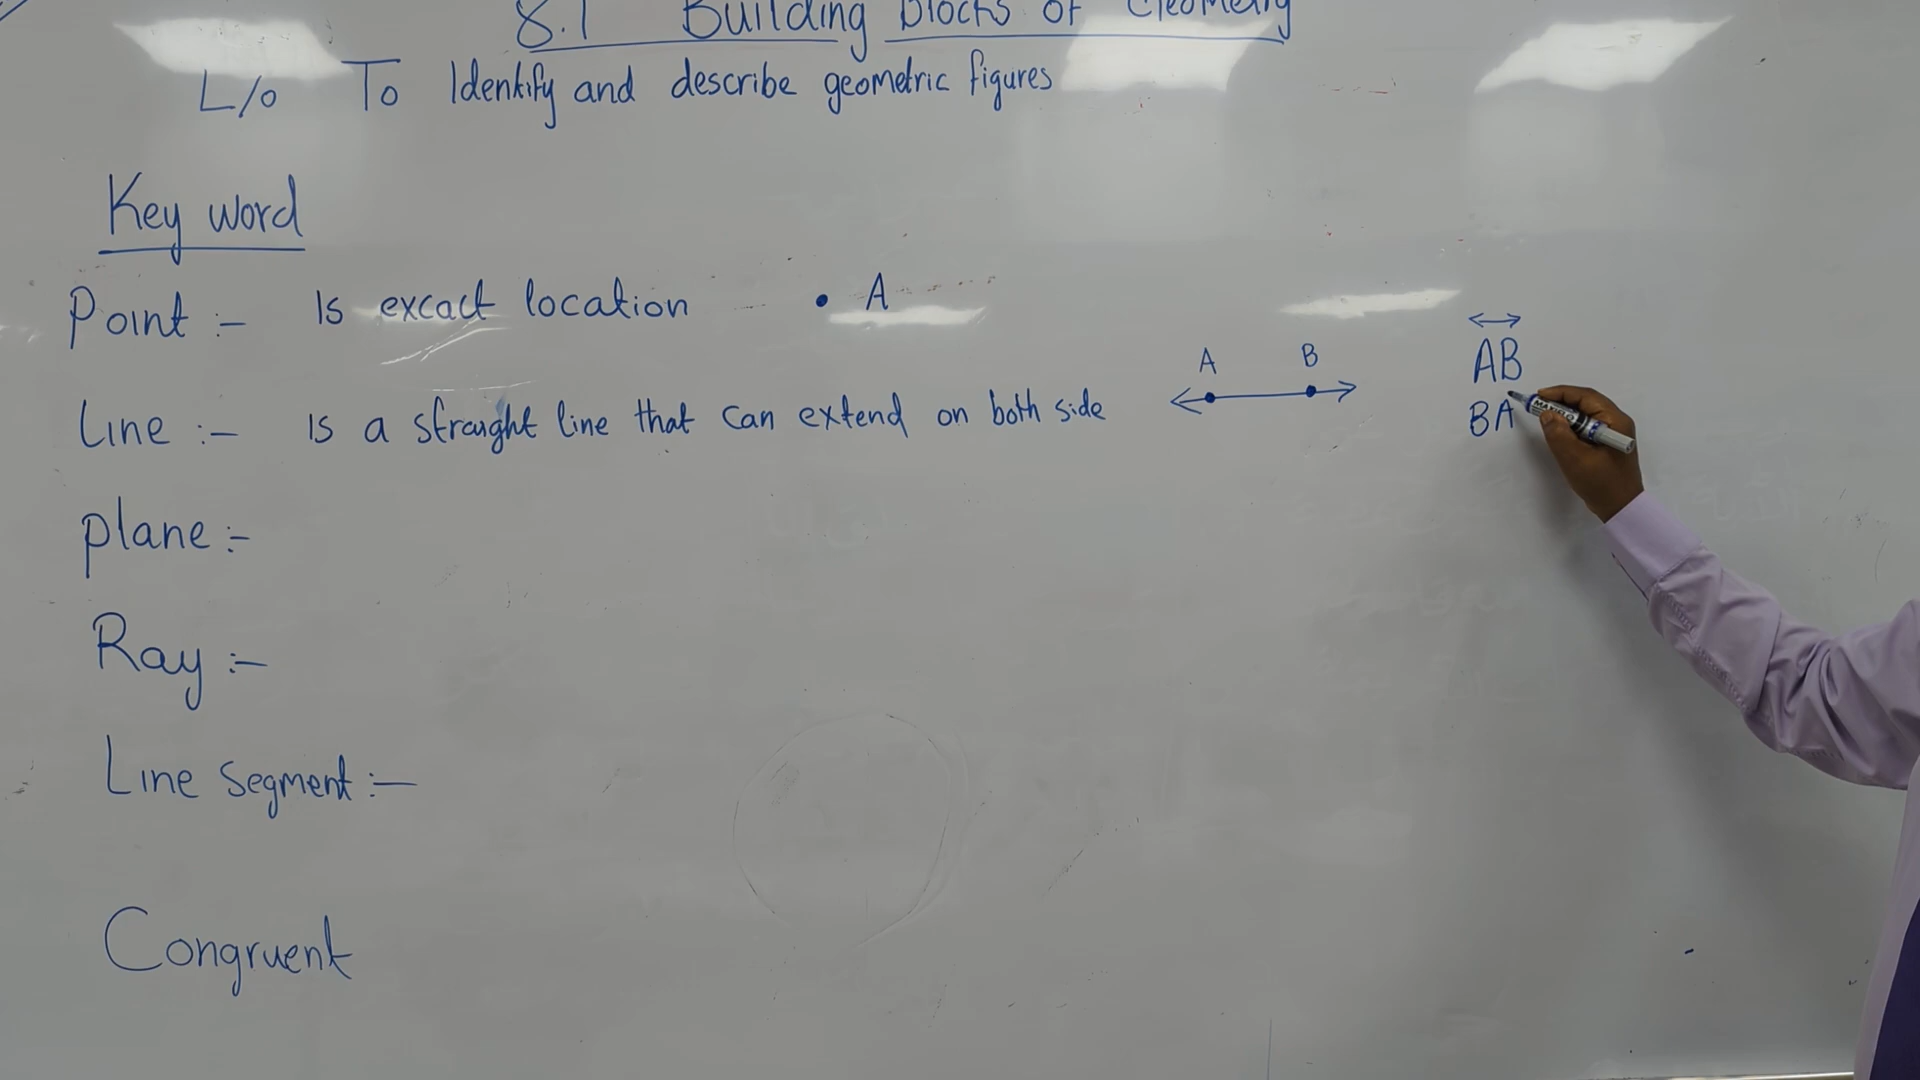 8.1 Building Blocks of Geometry
L/o To Identify and describe geometric figures
Key word
Point :- Is excact location • A
Line :- Is a straight line that can extend on both side
A B
AB
BA
plane :-
Ray :-
Line Segment :-
Congruent